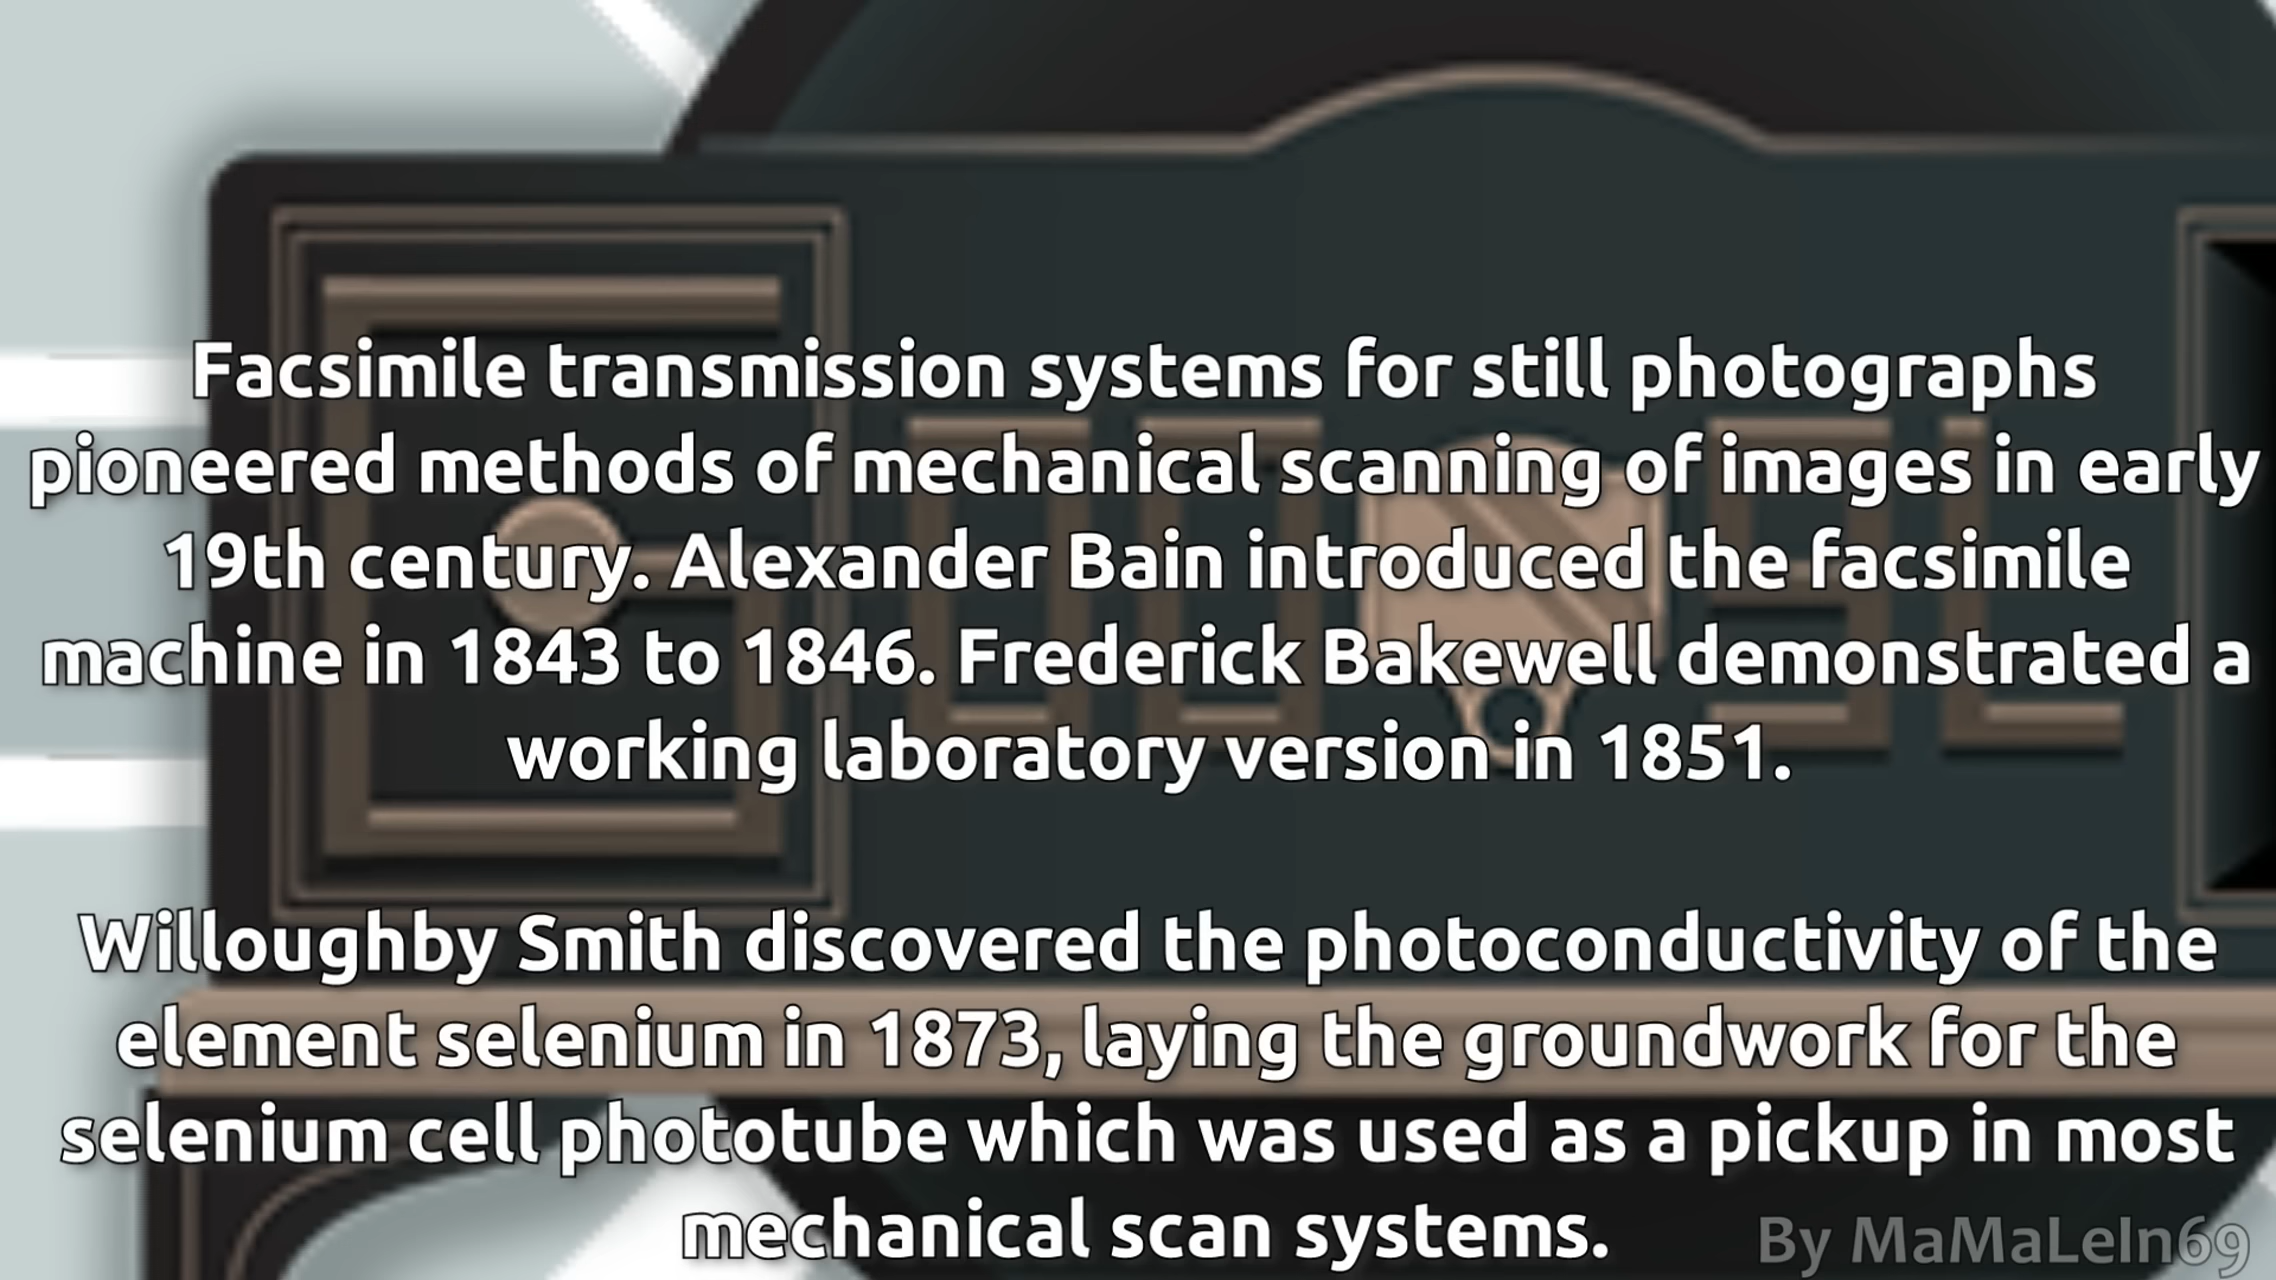 Facsimile transmission systems for still photographs
pioneered methods of mechanical scanning of images in early
19th century. Alexander Bain introduced the facsimile
machine in 1843 to 1846. Frederick Bakewell demonstrated a
working laboratory version in 1851.
Willoughby Smith discovered the photoconductivity of the
element selenium in 1873, laying the groundwork for the
selenium cell phototube which was used as a pickup in most
mechanical scan systems.
By MaMaLeIn69